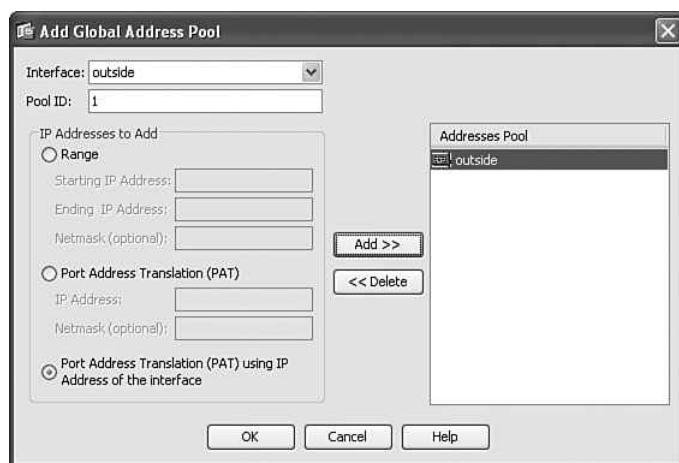 Add Global Address Pool
Interface: outside
Pool ID: 1
IP Addresses to Add
Range
Starting IP Address:
Ending IP Address:
Netmask (optional):
Port Address Translation (PAT)
IP Address:
Netmask (optional):
Port Address Translation (PAT) using IP
Address of the interface
Add >>
<< Delete
Addresses Pool
outside
OK
Cancel
Help